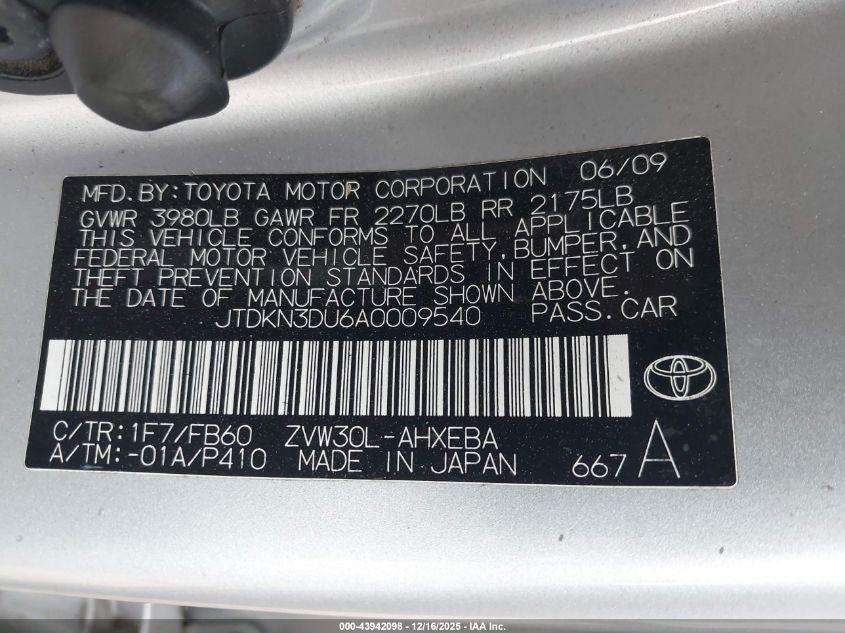 MFD.BY:TOYOTA MOTOR CORPORATION 06/09
GVWR 3980LB GAWR FR 2270LB RR 2175LB
THIS VEHICLE CONFORMS TO ALL APPLICABLE
FEDERAL MOTOR VEHICLE SAFETY,BUMPER,AND
THEFT PREVENTION STANDARDS IN EFFECT ON
THE DATE OF MANUFACTURE SHOWN ABOVE.
JTDKN3DU6A0009540 PASS.CAR
C/TR:1F7/FB60 ZVW30L-AHXEBA
A/TM:-01A/P410 MADE IN JAPAN 667 A
000-43942098 - 12/16/2025 - IAA Inc.